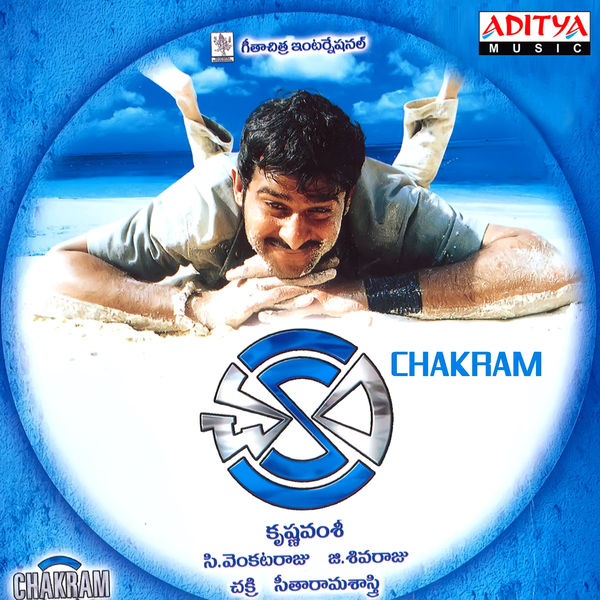 గీతాచిత్ర ఇంటర్నేషనల్
ADITYA
MUSIC
CHAKRAM
కృష్ణవంశీ
సి.వెంకటరాజు జి.శివరాజు
చక్రి సీతారామశాస్త్రి
CHAKRAM